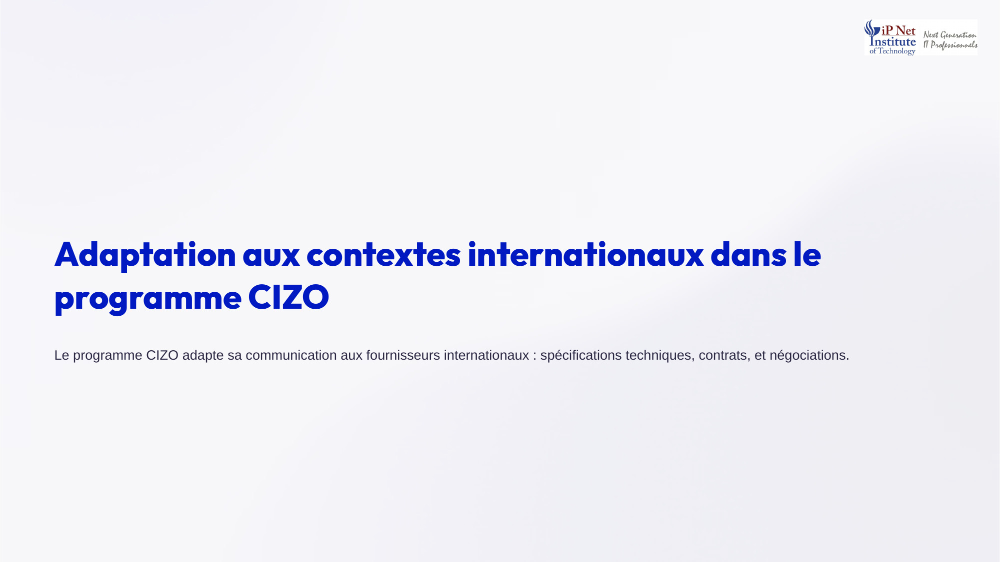 iP Net
Institute
of Technology
Next Generation
IT Professionnels
Adaptation aux contextes internationaux dans le
programme CIZO
Le programme CIZO adapte sa communication aux fournisseurs internationaux : spécifications techniques, contrats, et négociations.